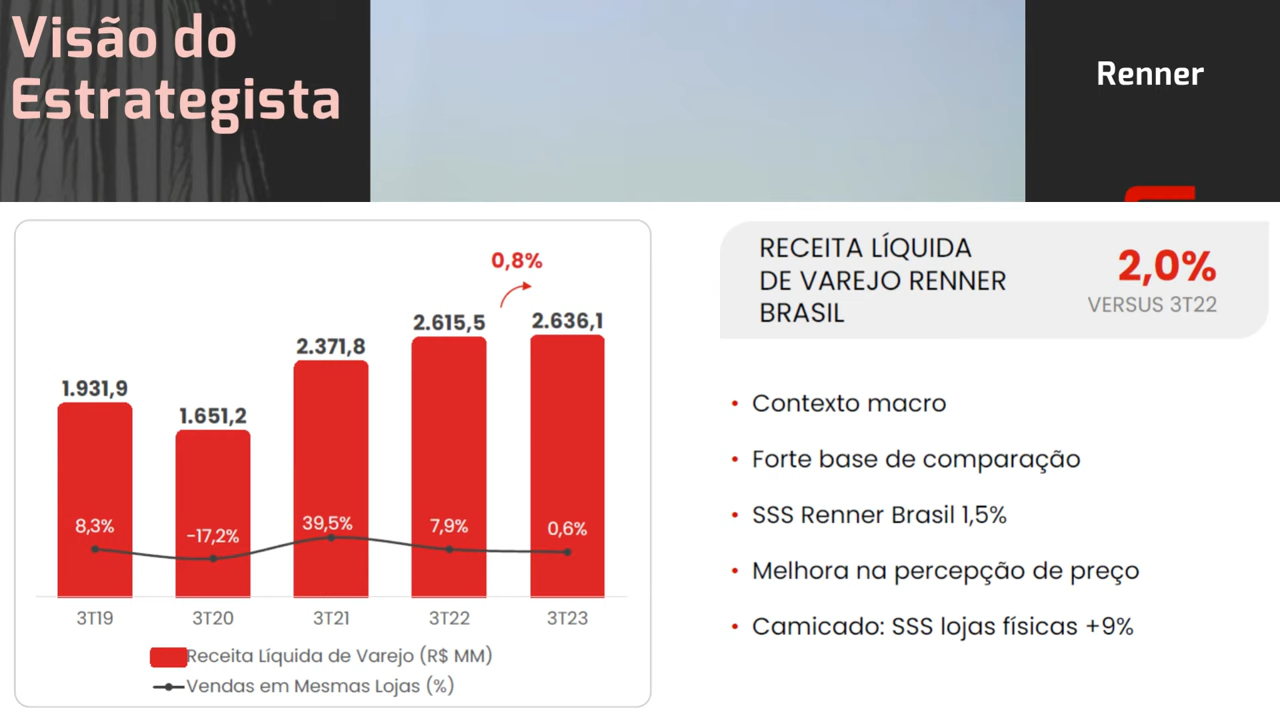 Visão do
Estrategista
Renner
0,8%
1.931,9
1.651,2
2.371,8
2.615,5
2.636,1
8,3%
-17,2%
39,5%
7,9%
0,6%
3T19
3T20
3T21
3T22
3T23
Receita Líquida de Varejo (R$ MM)
Vendas em Mesmas Lojas (%)
RECEITA LÍQUIDA
DE VAREJO RENNER
BRASIL
2,0%
VERSUS 3T22
• Contexto macro
• Forte base de comparação
• SSS Renner Brasil 1,5%
• Melhora na percepção de preço
• Camicado: SSS lojas físicas +9%